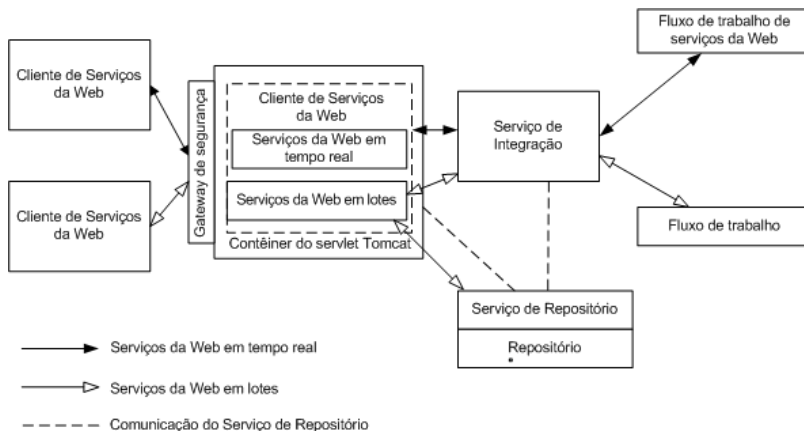 Cliente de Serviços
da Web
Cliente de Serviços
da Web
Gateway de segurança
Cliente de Serviços
da Web
Serviços da Web em
tempo real
Serviços da Web em lotes
Contêiner do servlet Tomcat
Serviço de
Integração
Fluxo de trabalho de
serviços da Web
Fluxo de trabalho
Serviço de Repositório
Repositório
Serviços da Web em tempo real
Serviços da Web em lotes
Comunicação do Serviço de Repositório